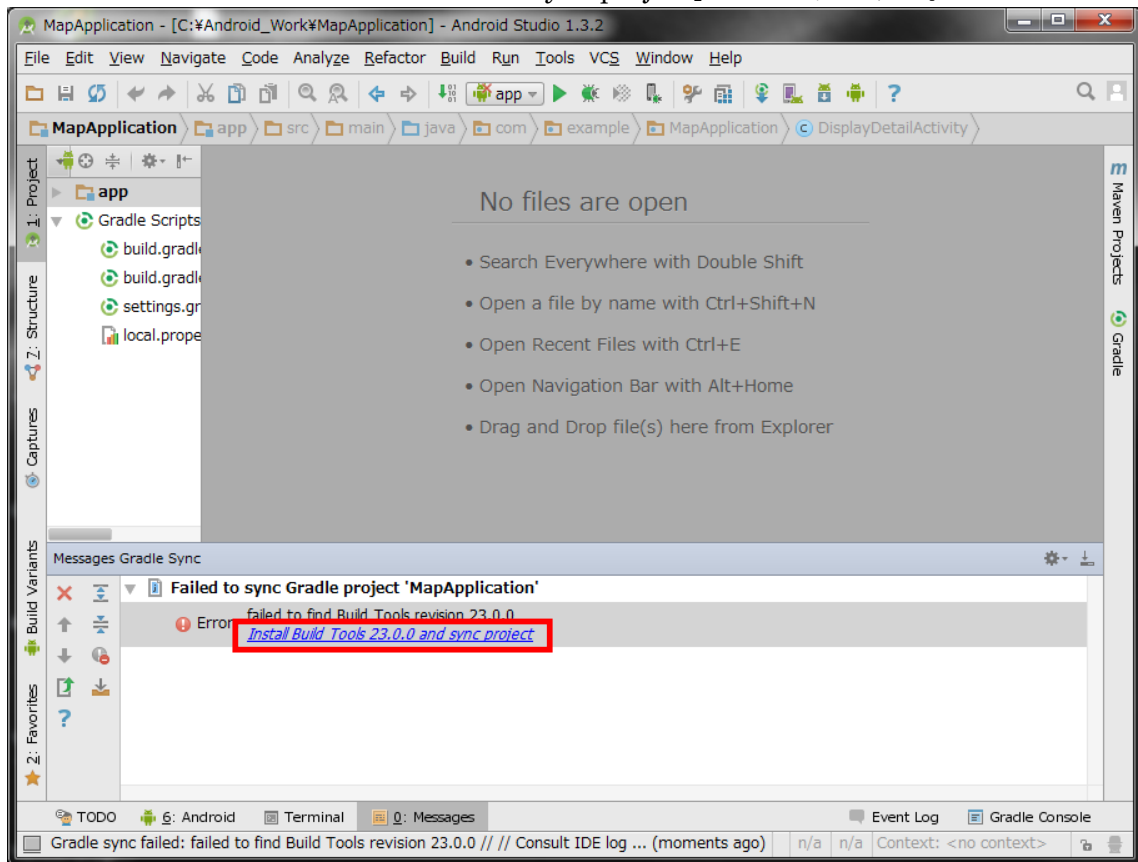 MapApplication - [C:¥Android_Work¥MapApplication] - Android Studio 1.3.2
File Edit View Navigate Code Analyze Refactor Build Run Tools VCS Window Help
app
?
MapApplication app src main java com example MapApplication DisplayDetailActivity
1: Project
7: Structure
Captures
Build Variants
2: Favorites
app
Gradle Scripts
build.gradle
build.gradle
settings.gr
local.prope
No files are open
• Search Everywhere with Double Shift
• Open a file by name with Ctrl+Shift+N
• Open Recent Files with Ctrl+E
• Open Navigation Bar with Alt+Home
• Drag and Drop file(s) here from Explorer
m
Maven Projects
Gradle
Messages Gradle Sync
Failed to sync Gradle project 'MapApplication'
Error: failed to find Build Tools revision 23.0.0
Install Build Tools 23.0.0 and sync project
?
TODO 6: Android Terminal 0: Messages Event Log Gradle Console
Gradle sync failed: failed to find Build Tools revision 23.0.0 // // Consult IDE log ... (moments ago) n/a n/a Context: <no context>